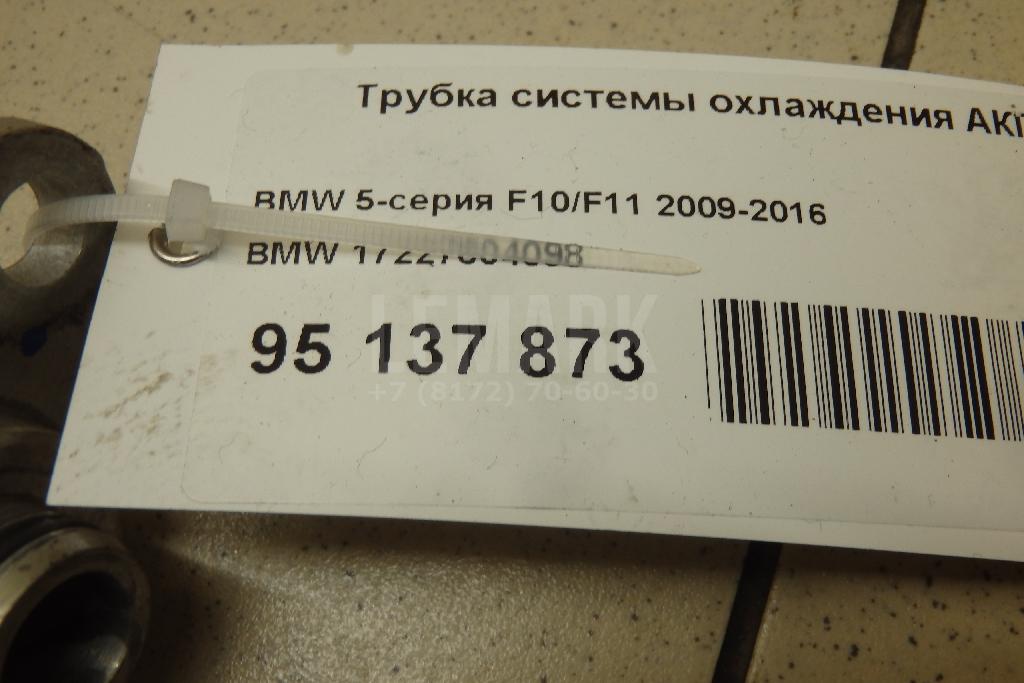 Трубка системы охлаждения
BMW 5-серия F10/F11 2009-2016
BMW 17227804098
95 137 873
LEMARK
+7 (8172) 70-60-30